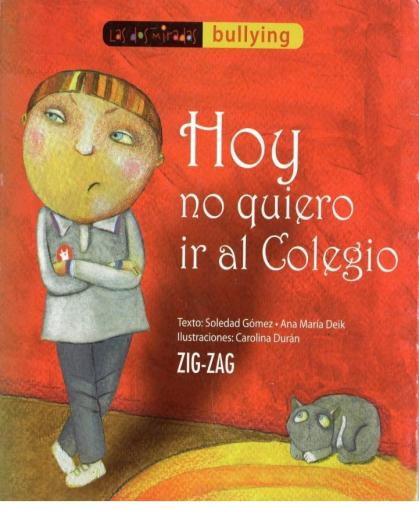 Las dos miradas bullying
Hoy
no quiero
ir al Colegio
Texto: Soledad Gómez • Ana María Deik
Ilustraciones: Carolina Durán
ZIG-ZAG